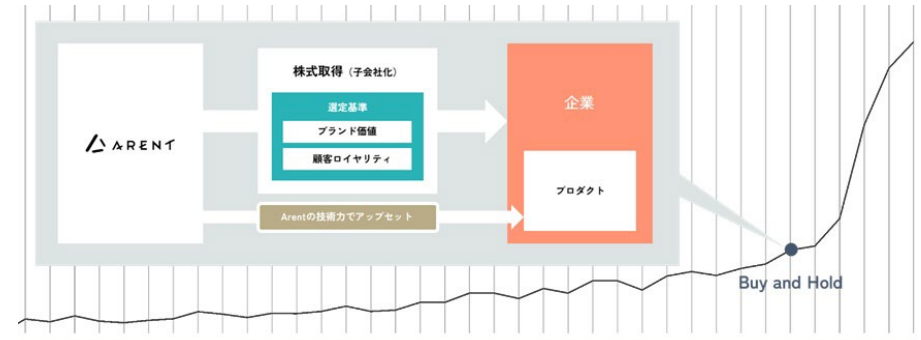 株式取得（子会社化）
選定基準
ブランド価値
顧客ロイヤリティ
企業
ARENT
プロダクト
Arentの技術力でアップセット
Buy and Hold